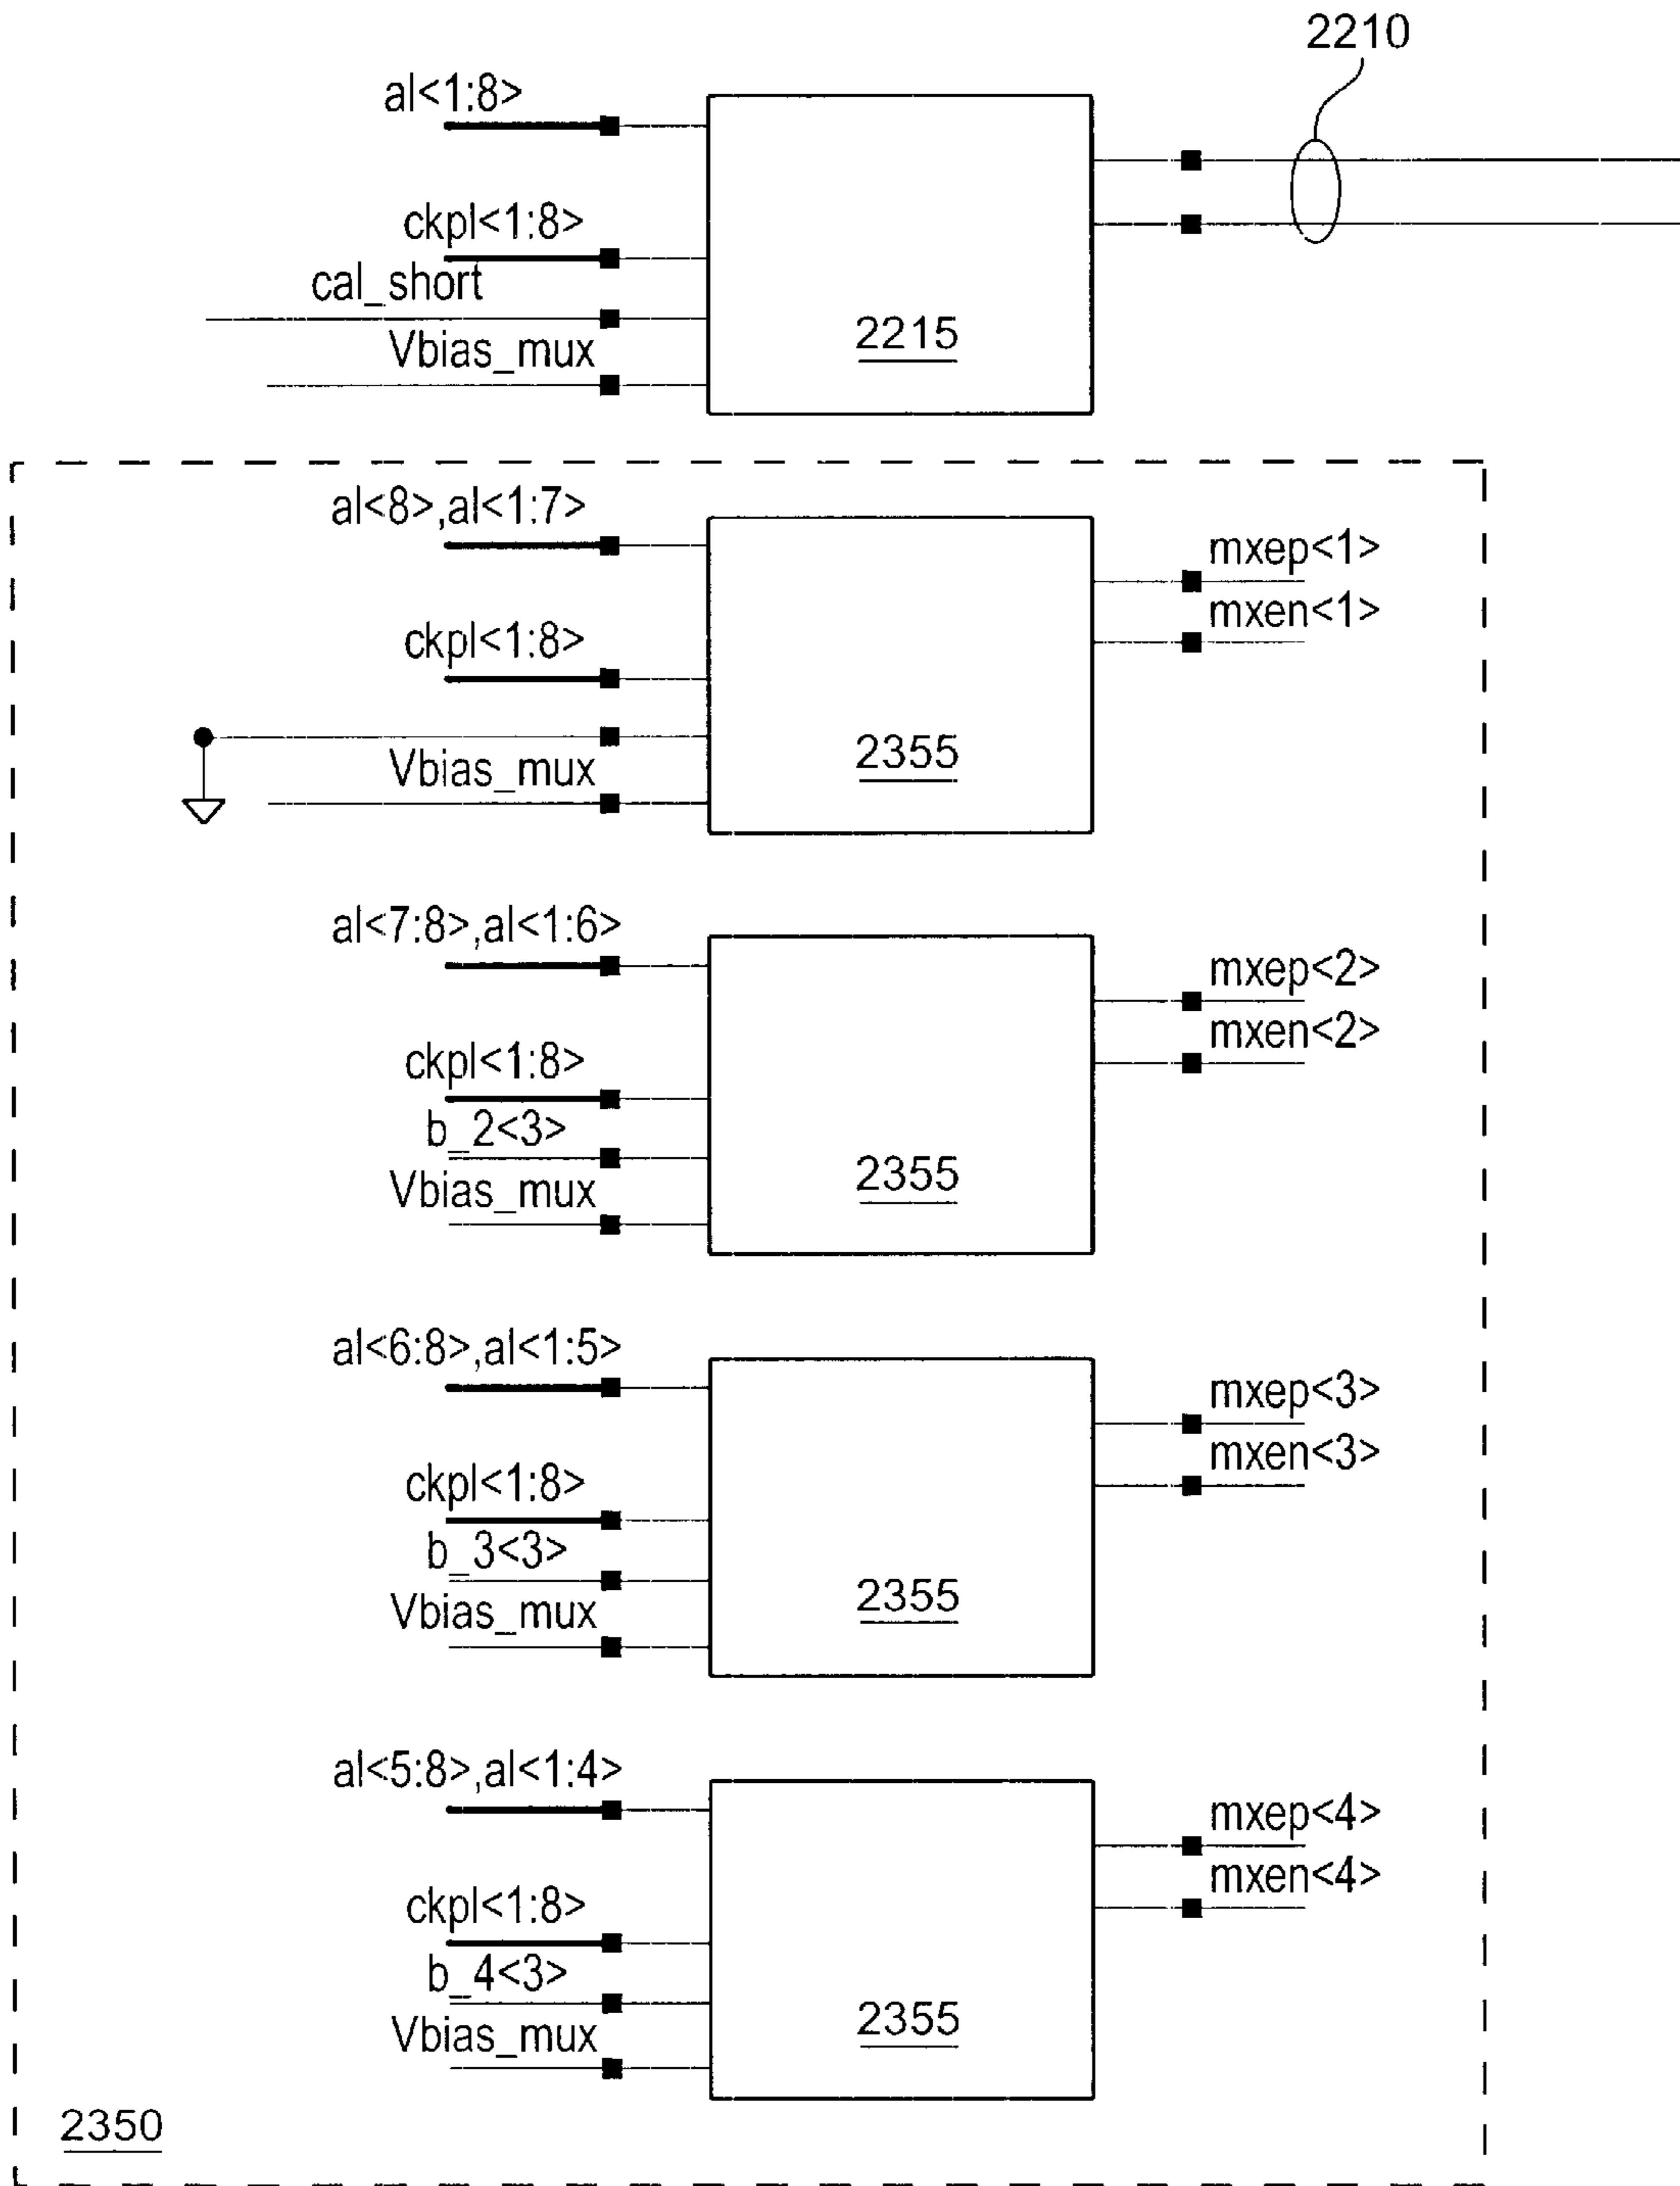 2210
al<1:8>
ckpl<1:8>
cal_short
Vbias_mux
2215
al<8>,al<1:7>
mxep<1>
mxen<1>
ckpl<1:8>
Vbias_mux
2355
al<7:8>,al<1:6>
mxep<2>
mxen<2>
ckpl<1:8>
b_2<3>
Vbias_mux
2355
al<6:8>,al<1:5>
mxep<3>
mxen<3>
ckpl<1:8>
b_3<3>
Vbias_mux
2355
al<5:8>,al<1:4>
mxep<4>
mxen<4>
ckpl<1:8>
b_4<3>
Vbias_mux
2355
2350